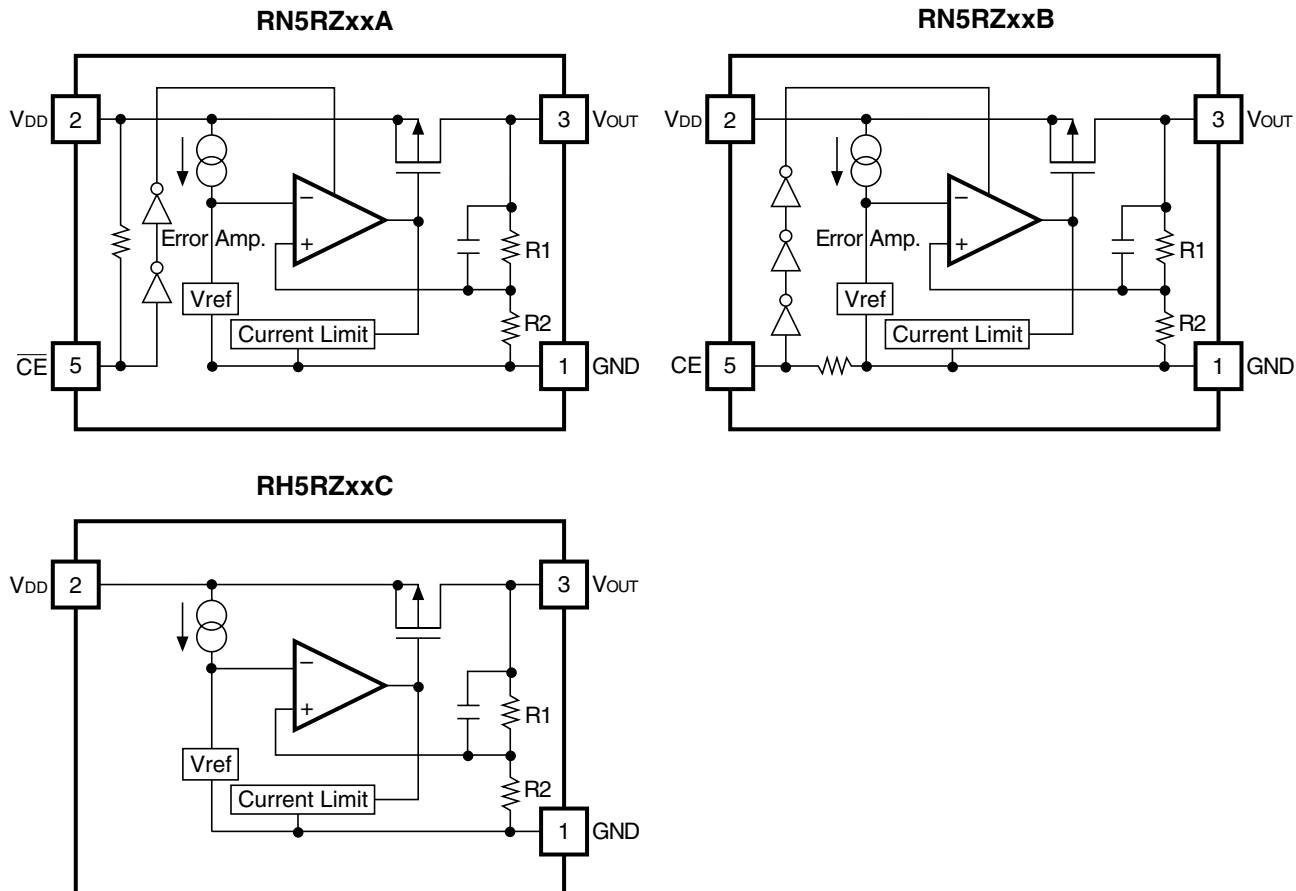 RN5RZxxA
VDD 2
3 VOUT
Error Amp.
−
+
R1
Vref
R2
Current Limit
C̅E̅ 5
1 GND
RN5RZxxB
VDD 2
3 VOUT
Error Amp.
−
+
R1
Vref
R2
Current Limit
CE 5
1 GND
RH5RZxxC
VDD 2
3 VOUT
−
+
R1
Vref
R2
Current Limit
1 GND